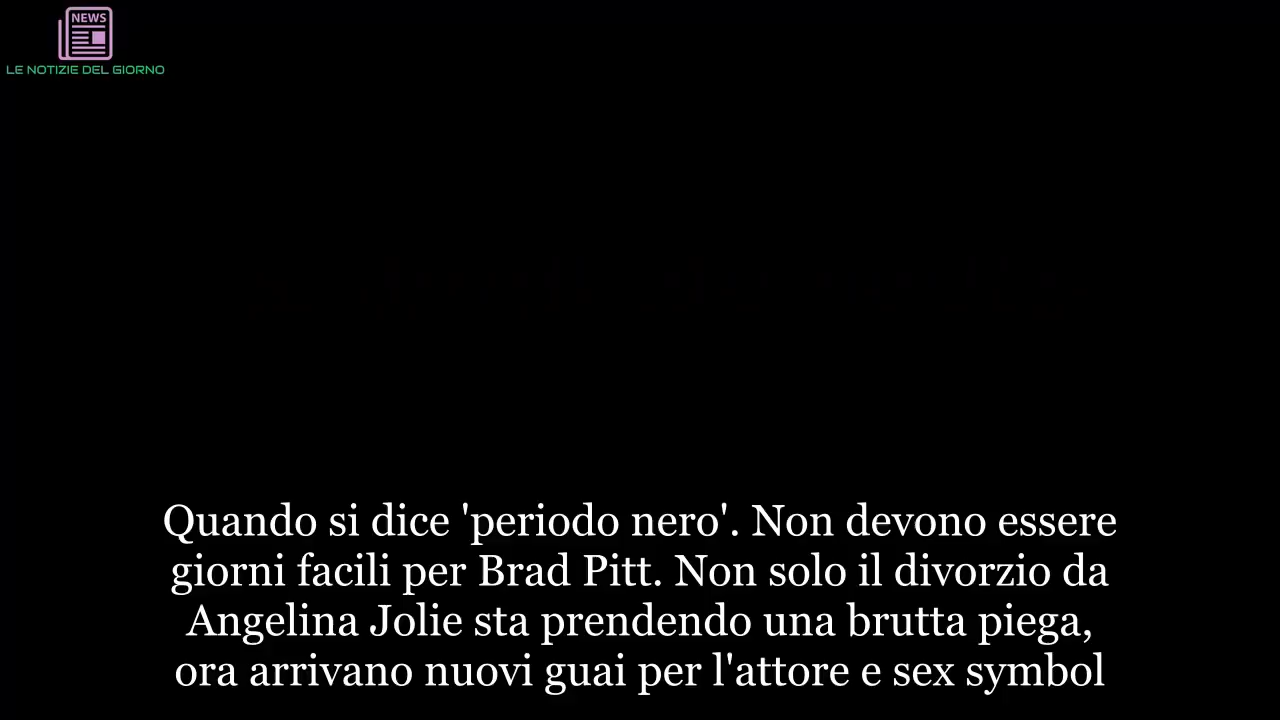 NEWS
LE NOTIZIE DEL GIORNO
Quando si dice 'periodo nero'. Non devono essere
giorni facili per Brad Pitt. Non solo il divorzio da
Angelina Jolie sta prendendo una brutta piega,
ora arrivano nuovi guai per l'attore e sex symbol